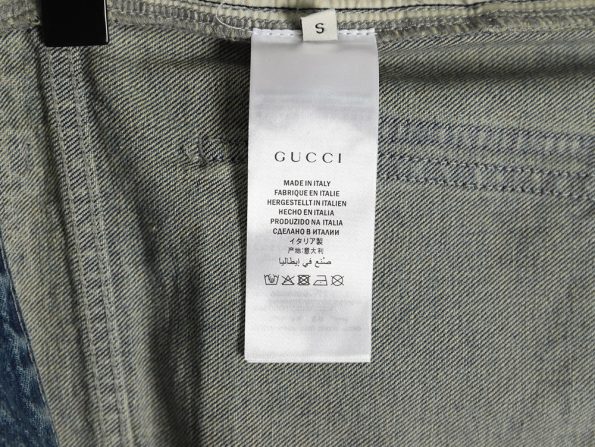 S
GUCCI
MADE IN ITALY
FABRIQUE EN ITALIE
HERGESTELLT IN ITALIEN
HECHO EN ITALIA
PRODUZIDO NA ITALIA
СДЕЛАНО В ИТАЛИИ
イタリア製
产地:意大利
صنع في إيطاليا